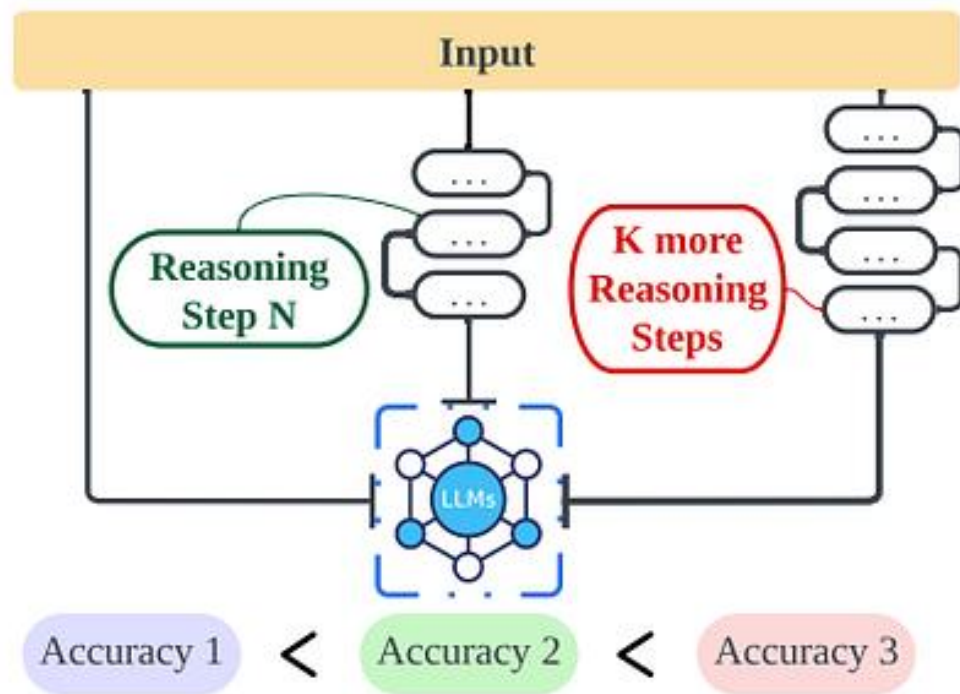 Input
. . .
. . .
. . .
. . .
. . .
. . .
. . .
Reasoning
Step N
K more
Reasoning
Steps
LLMs
Accuracy 1 < Accuracy 2 < Accuracy 3